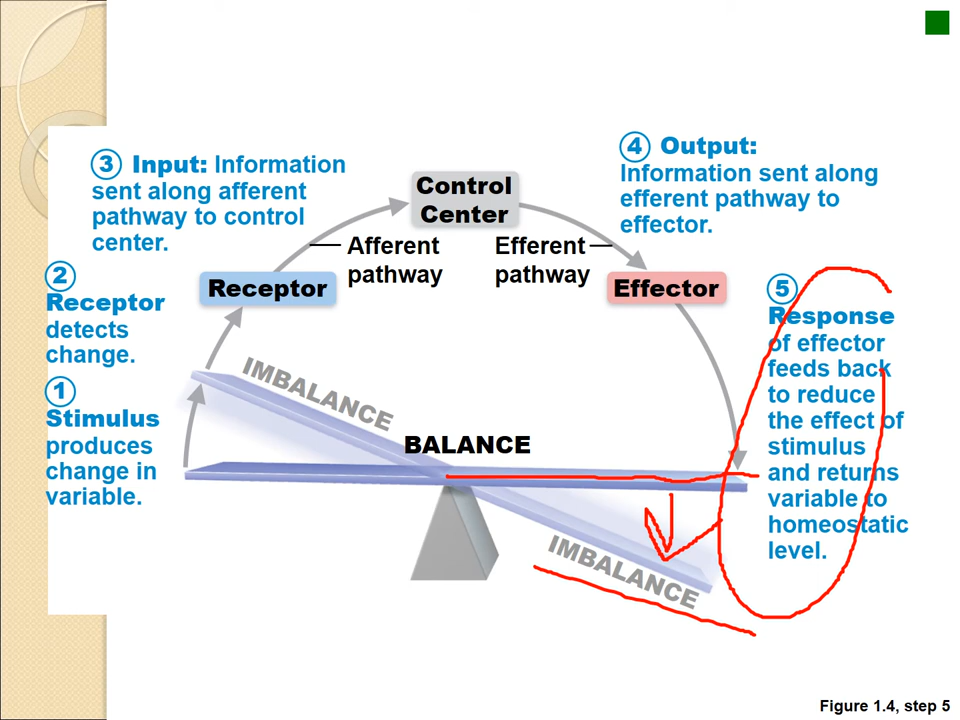 3 Input: Information
sent along afferent
pathway to control
center.
Control
Center
4 Output:
Information sent along
efferent pathway to
effector.
Afferent
pathway
Efferent
pathway
2
Receptor
detects
change.
Receptor
Effector
5
Response
of effector
feeds back
to reduce
the effect of
stimulus
and returns
variable to
homeostatic
level.
1
Stimulus
produces
change in
variable.
IMBALANCE
BALANCE
IMBALANCE
Figure 1.4, step 5